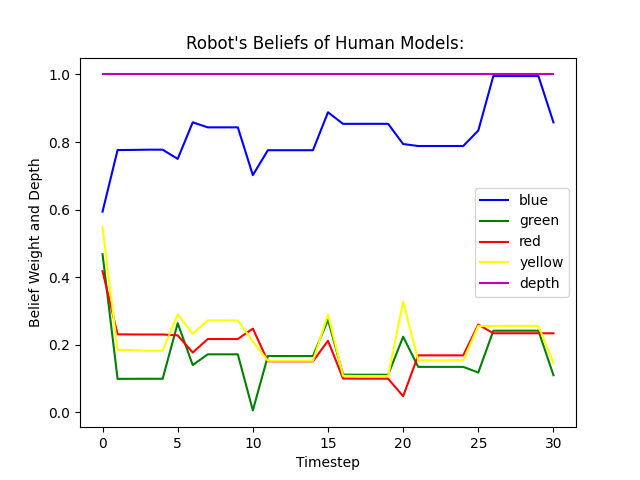 Robot's Beliefs of Human Models:
Belief Weight and Depth
1.0
0.8
0.6
0.4
0.2
0.0
blue
green
red
yellow
depth
0 5 10 15 20 25 30
Timestep